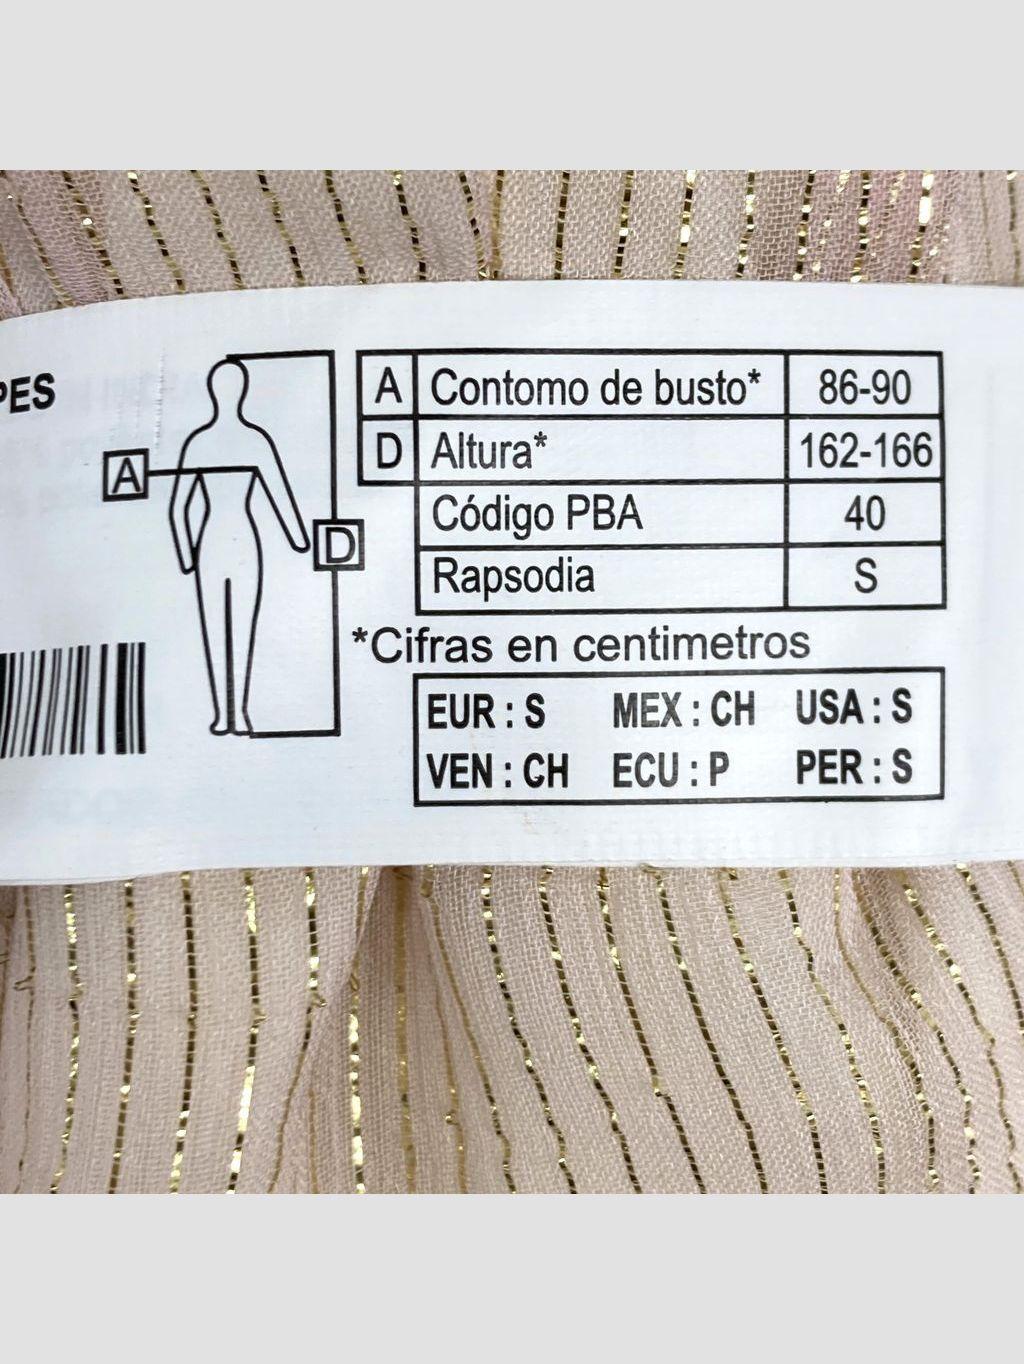 PES
A Contomo de busto* 86-90
D Altura* 162-166
Código PBA 40
Rapsodia S
A
D
*Cifras en centimetros
EUR : S MEX : CH USA : S
VEN : CH ECU : P PER : S